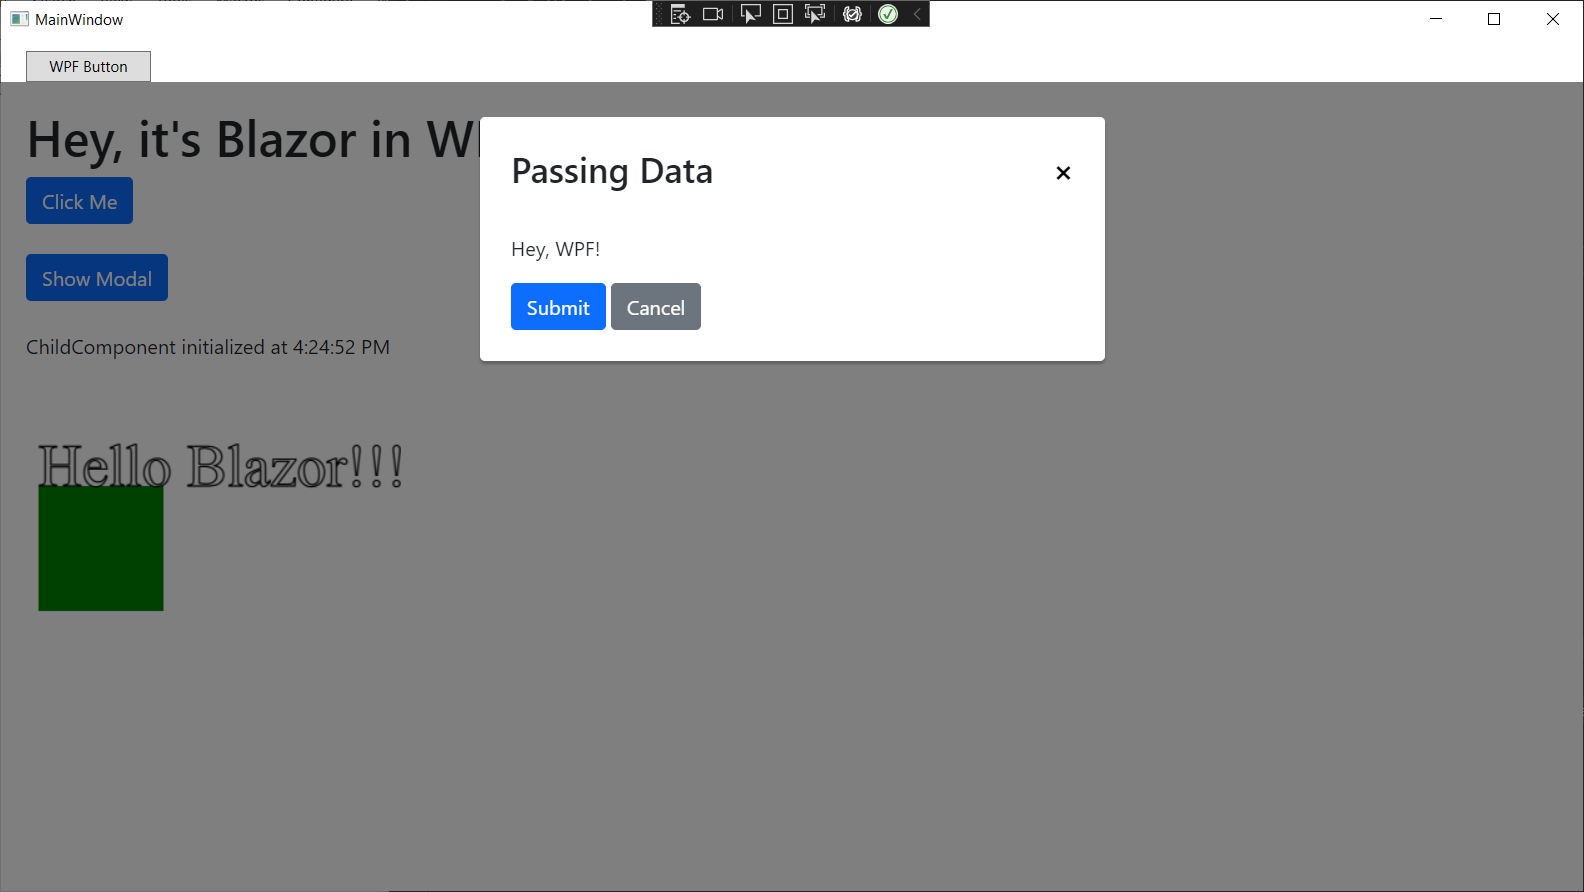 MainWindow
WPF Button
Hey, it's Blazor in
Click Me
Show Modal
ChildComponent initialized at 4:24:52 PM
Hello Blazor!!!
Passing Data
Hey, WPF!
Submit Cancel